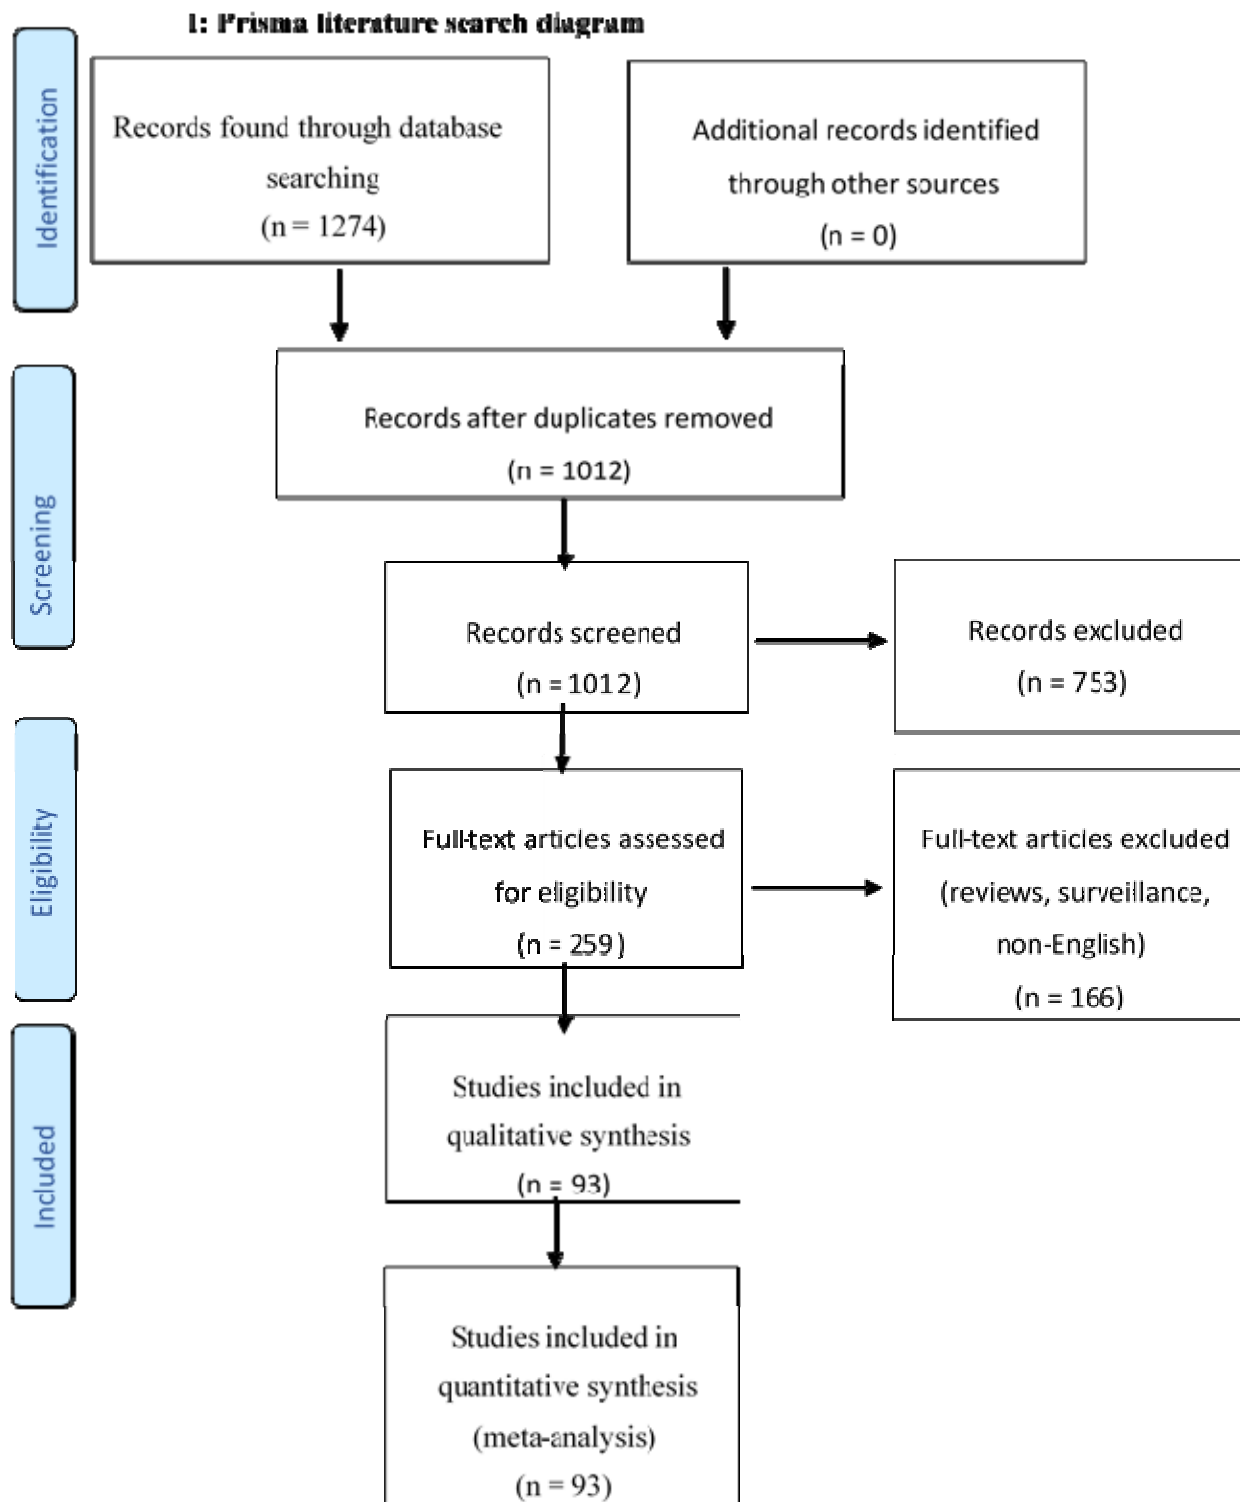 1: Prisma literature search diagram
Identification
Records found through database
searching
(n = 1274)
Additional records identified
through other sources
(n = 0)
Screening
Records after duplicates removed
(n = 1012)
Records screened
(n = 1012)
Records excluded
(n = 753)
Eligibility
Full-text articles assessed
for eligibility
(n = 259)
Full-text articles excluded
(reviews, surveillance,
non-English)
(n = 166)
Included
Studies included in
qualitative synthesis
(n = 93)
Studies included in
quantitative synthesis
(meta-analysis)
(n = 93)